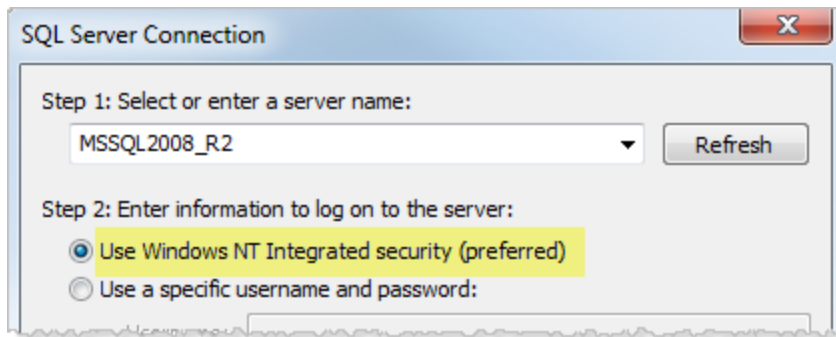 SQL Server Connection
Step 1: Select or enter a server name:
MSSQL2008_R2
Refresh
Step 2: Enter information to log on to the server:
Use Windows NT Integrated security (preferred)
Use a specific username and password: